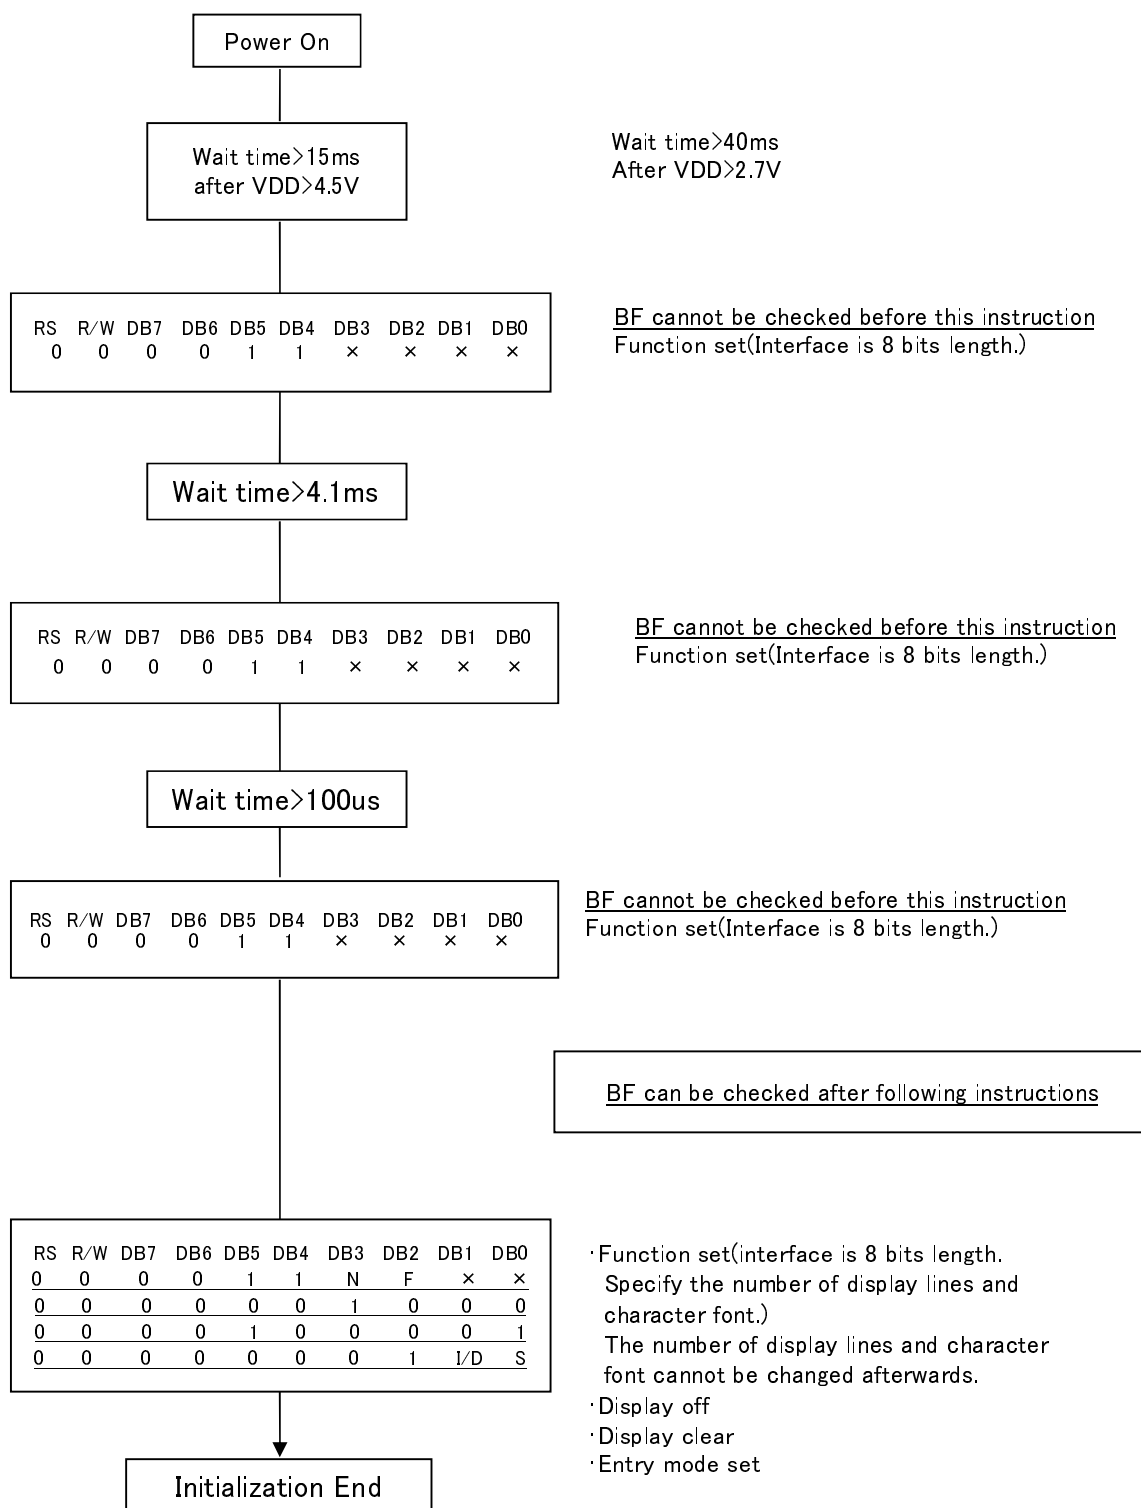 Power On
Wait time>15ms
after VDD>4.5V
Wait time>40ms
After VDD>2.7V
RS R/W DB7 DB6 DB5 DB4 DB3 DB2 DB1 DB0
0 0 0 0 1 1 × × × ×
BF cannot be checked before this instruction
Function set(Interface is 8 bits length.)
Wait time>4.1ms
RS R/W DB7 DB6 DB5 DB4 DB3 DB2 DB1 DB0
0 0 0 0 1 1 × × × ×
BF cannot be checked before this instruction
Function set(Interface is 8 bits length.)
Wait time>100us
RS R/W DB7 DB6 DB5 DB4 DB3 DB2 DB1 DB0
0 0 0 0 1 1 × × × ×
BF cannot be checked before this instruction
Function set(Interface is 8 bits length.)
BF can be checked after following instructions
RS R/W DB7 DB6 DB5 DB4 DB3 DB2 DB1 DB0
0 0 0 0 1 1 N F × ×
0 0 0 0 0 0 1 0 0 0
0 0 0 0 1 0 0 0 0 1
0 0 0 0 0 0 0 1 I/D S
·Function set(interface is 8 bits length.
Specify the number of display lines and
character font.)
The number of display lines and character
font cannot be changed afterwards.
·Display off
·Display clear
·Entry mode set
Initialization End